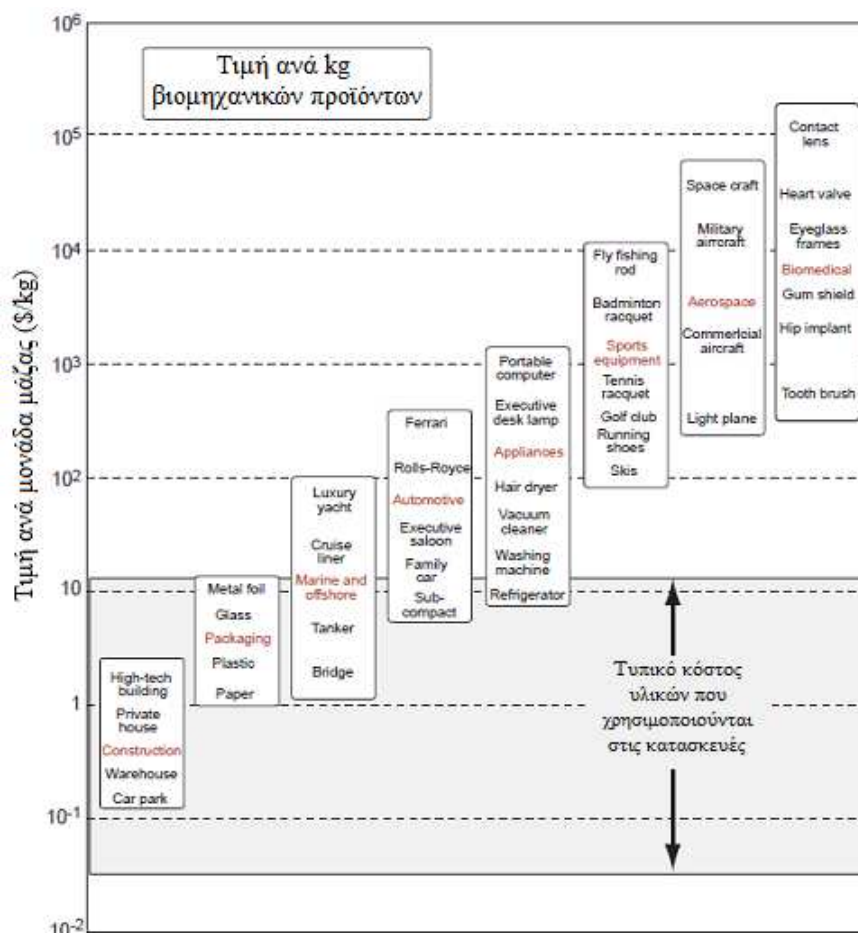 Τιμή ανά kg
βιομηχανικών προϊόντων
Τιμή ανά μονάδα μάζας ($/kg)
10⁶
10⁵
10⁴
10³
10²
10
1
10⁻¹
10⁻²
High-tech
building
Private
house
Construction
Warehouse
Car park
Metal foil
Glass
Packaging
Plastic
Paper
Luxury
yacht
Cruise
liner
Marine and
offshore
Tanker
Bridge
Ferrari
Rolls-Royce
Automotive
Executive
saloon
Family
car
Sub-
compact
Portable
computer
Executive
desk lamp
Appliances
Hair dryer
Vacuum
cleaner
Washing
machine
Refrigerator
Fly fishing
rod
Badminton
racquet
Sports
equipment
Tennis
racquet
Golf club
Running
shoes
Skis
Space craft
Military
aircraft
Aerospace
Commercial
aircraft
Light plane
Contact
lens
Heart valve
Eyeglass
frames
Biomedical
Gum shield
Hip implant
Tooth brush
Τυπικό κόστος
υλικών που
χρησιμοποιούνται
στις κατασκευές